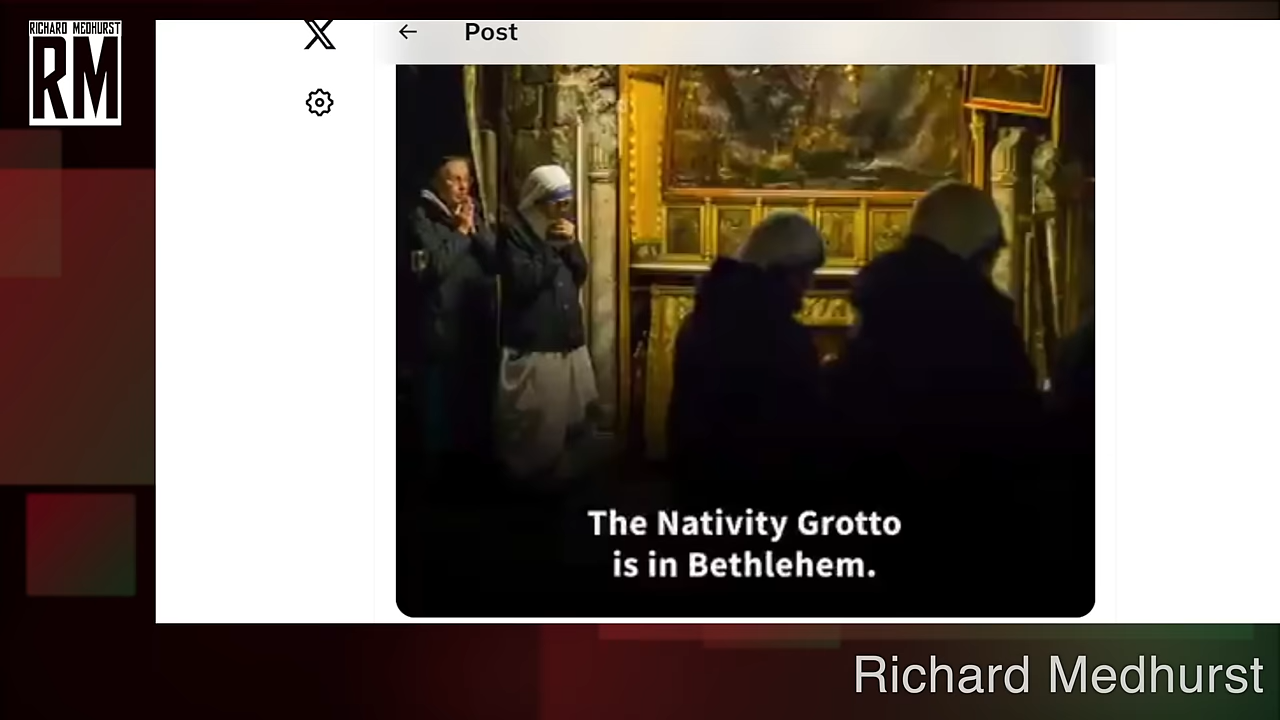 RICHARD MEDHURST
RM
Post
The Nativity Grotto
is in Bethlehem.
Richard Medhurst